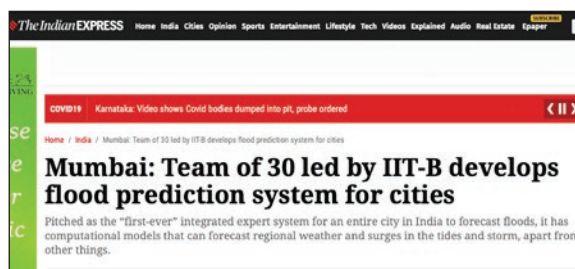 The Indian EXPRESS Home India Cities Opinion Sports Entertainment Lifestyle Tech Videos Explained Audio Real Estate Epaper
SUBSCRIBE
VING
COVID19 Karnataka: Video shows Covid bodies dumped into pit, probe ordered
se
Home / India / Mumbai: Team of 30 led by IIT-B develops flood prediction system for cities
e
Mumbai: Team of 30 led by IIT-B develops
r
flood prediction system for cities
ic
Pitched as the "first-ever" integrated expert system for an entire city in India to forecast floods, it has
computational models that can forecast regional weather and surges in the tides and storm, apart from
other things.